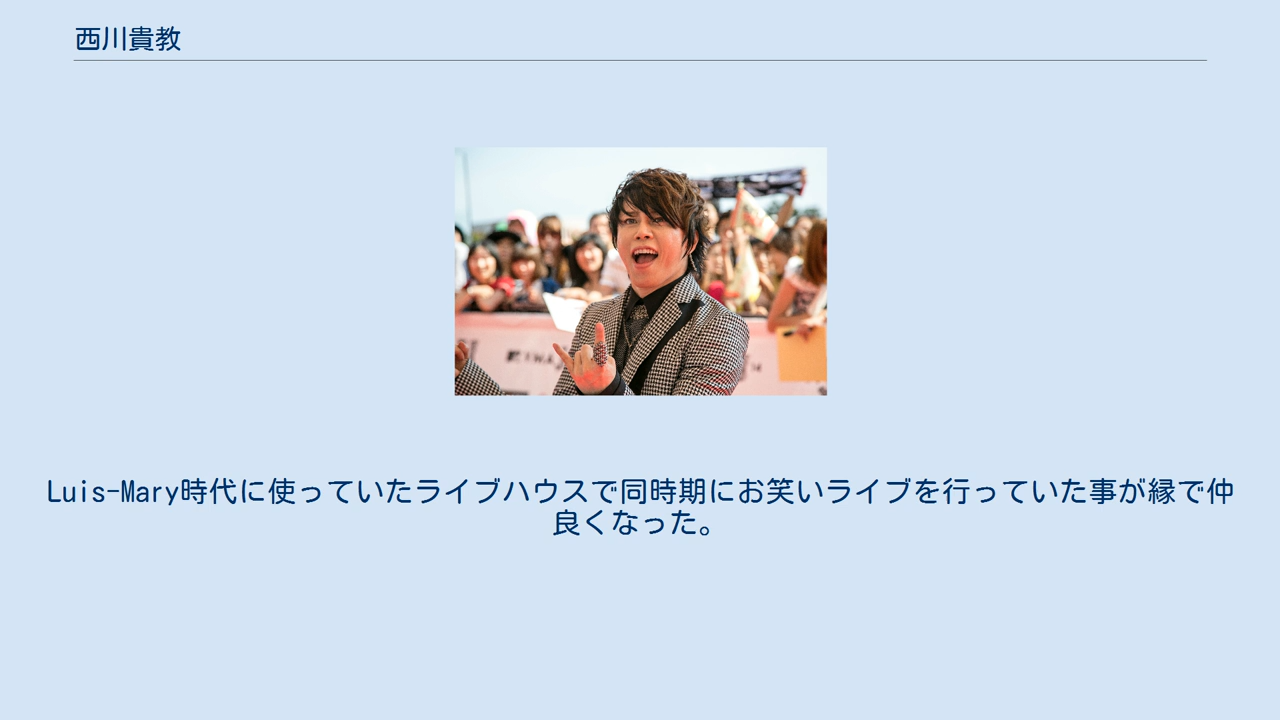 西川貴教
Luis-Mary時代に使っていたライブハウスで同時期にお笑いライブを行っていた事が縁で仲
良くなった。